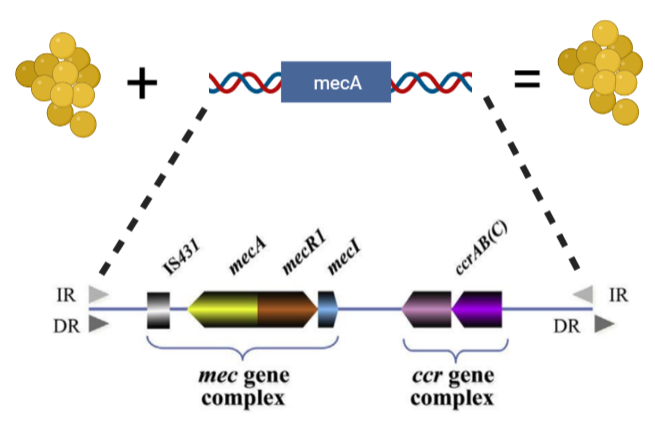 +
mecA
=
IS431
mecA
mecR1
mecI
ccrAB(C)
IR
IR
DR
DR
mec gene
complex
ccr gene
complex